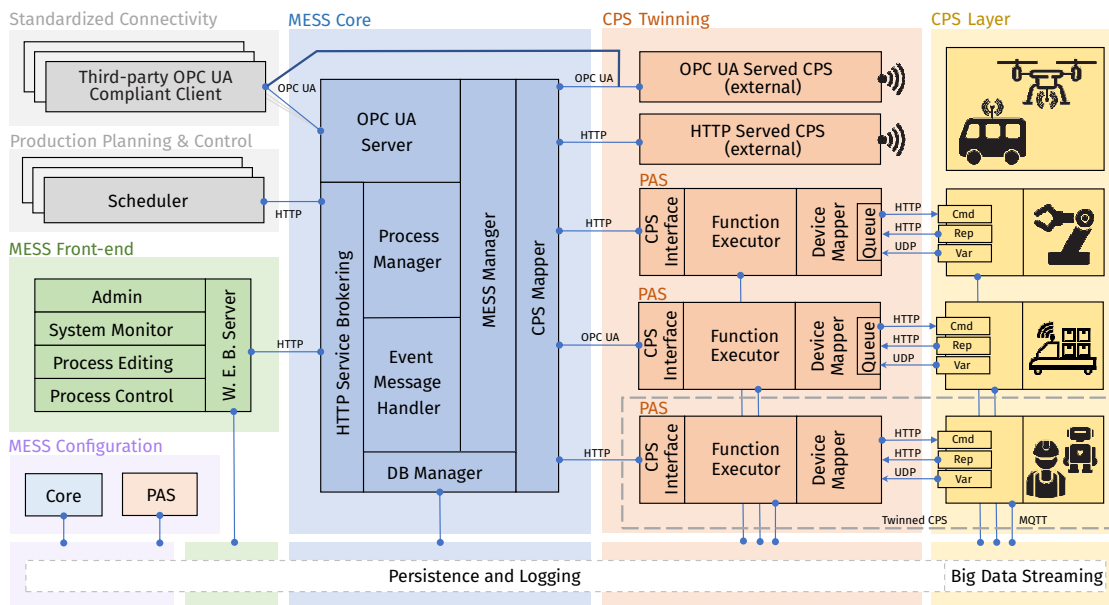 Standardized Connectivity
Third-party OPC UA
Compliant Client
OPC UA
Production Planning & Control
Scheduler
HTTP
MESS Front-end
Admin
System Monitor
Process Editing
Process Control
W. E. B. Server
HTTP
MESS Configuration
Core
PAS
MESS Core
OPC UA
Server
HTTP Service Brokering
Process
Manager
Event
Message
Handler
DB Manager
MESS Manager
CPS Mapper
CPS Twinning
OPC UA
OPC UA Served CPS
(external)
HTTP
HTTP Served CPS
(external)
PAS
HTTP
CPS
Interface
Function
Executor
Device
Mapper
Queue
HTTP
HTTP
UDP
PAS
OPC UA
CPS
Interface
Function
Executor
Device
Mapper
Queue
HTTP
HTTP
UDP
PAS
HTTP
CPS
Interface
Function
Executor
Device
Mapper
HTTP
HTTP
UDP
Twinned CPS
CPS Layer
Cmd
Rep
Var
Cmd
Rep
Var
Cmd
Rep
Var
MQTT
Persistence and Logging
Big Data Streaming